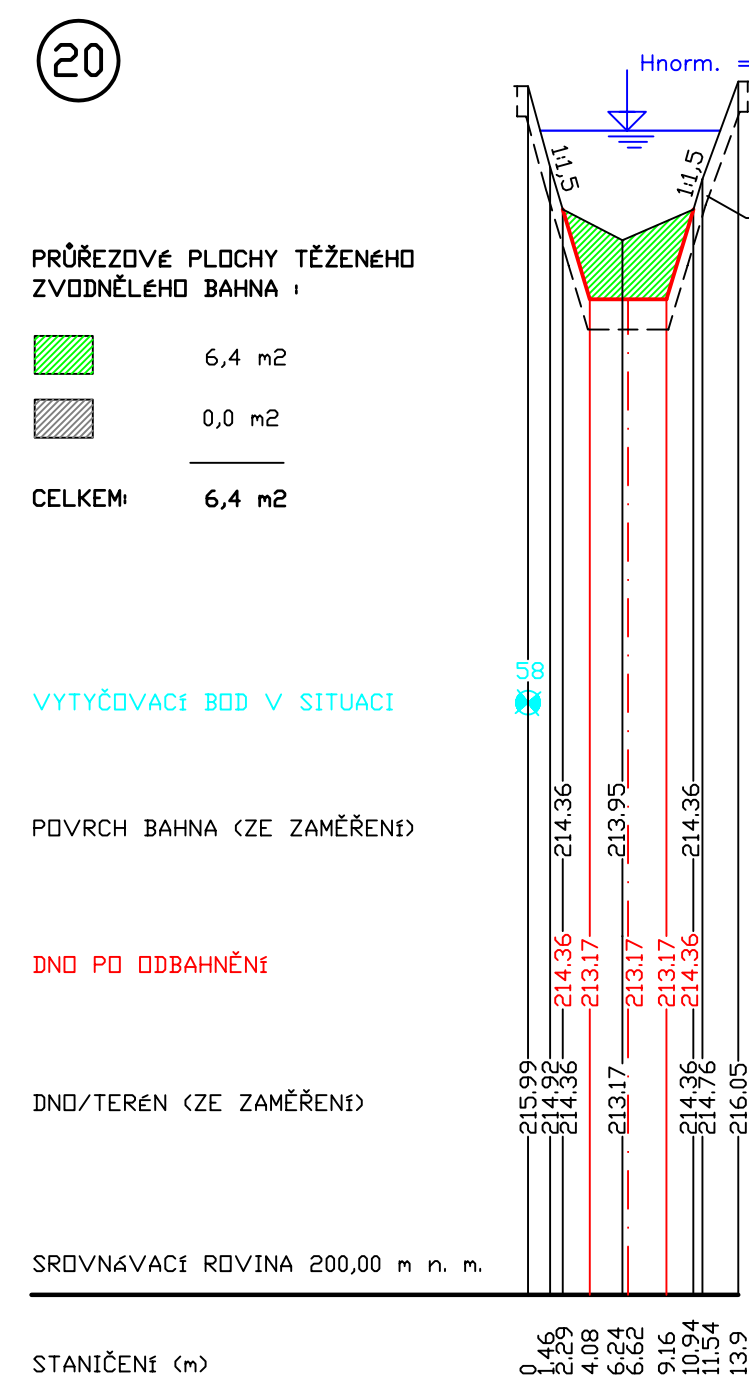 20
Hnorm. =
1:1,5
1:1,5
PRŮŘEZOVÉ PLOCHY TĚŽENÉHO
ZVODNĚLÉHO BAHNA :
6,4 m2
0,0 m2
CELKEM: 6,4 m2
58
VYTYČOVACÍ BOD V SITUACI
POVRCH BAHNA (ZE ZAMĚŘENÍ)
214.36 213.95 214.36
DNO PO ODBAHNĚNÍ
214.36 213.17 213.17 213.17 214.36
DNO/TERÉN (ZE ZAMĚŘENÍ)
215.99 214.92 214.36 213.17 214.36 214.76 216.05
SROVNÁVACÍ ROVINA 200,00 m n. m.
STANIČENÍ (m)
0 1.46 2.29 4.08 6.24 6.62 9.16 10.94 11.54 13.9